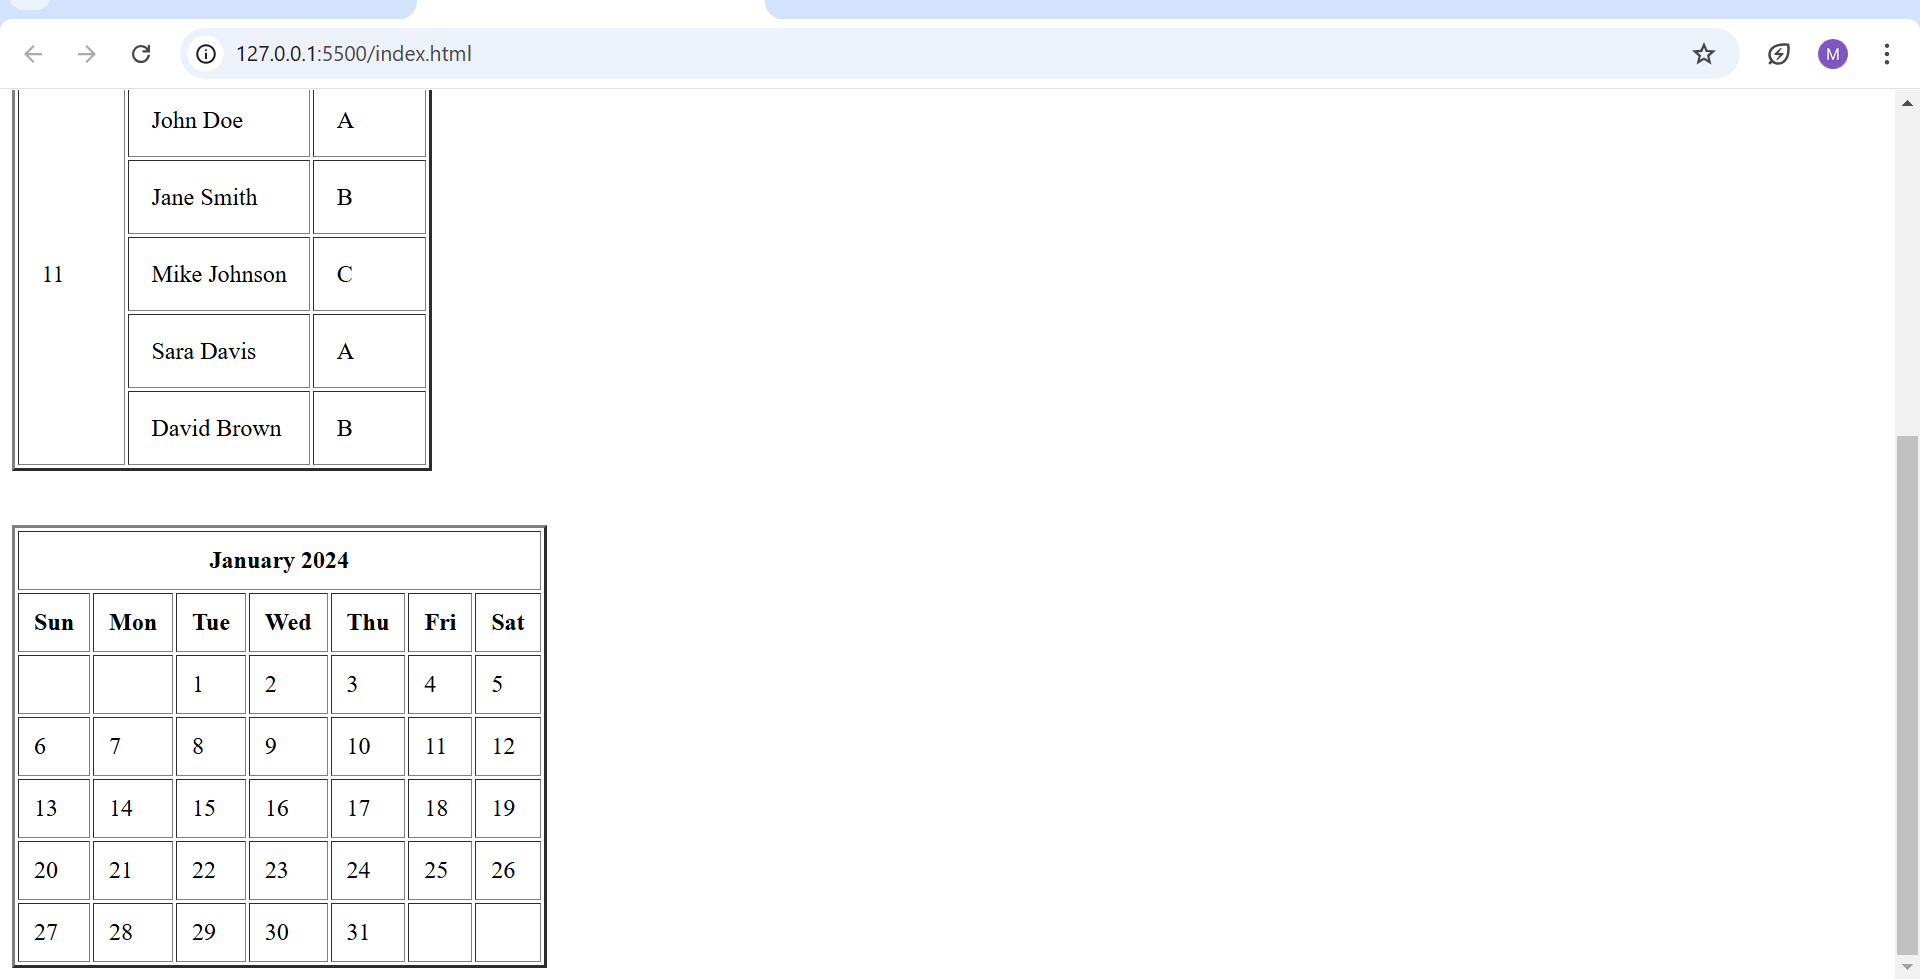 127.0.0.1:5500/index.html
M
John Doe A
Jane Smith B
11 Mike Johnson C
Sara Davis A
David Brown B
January 2024
Sun Mon Tue Wed Thu Fri Sat
1 2 3 4 5
6 7 8 9 10 11 12
13 14 15 16 17 18 19
20 21 22 23 24 25 26
27 28 29 30 31